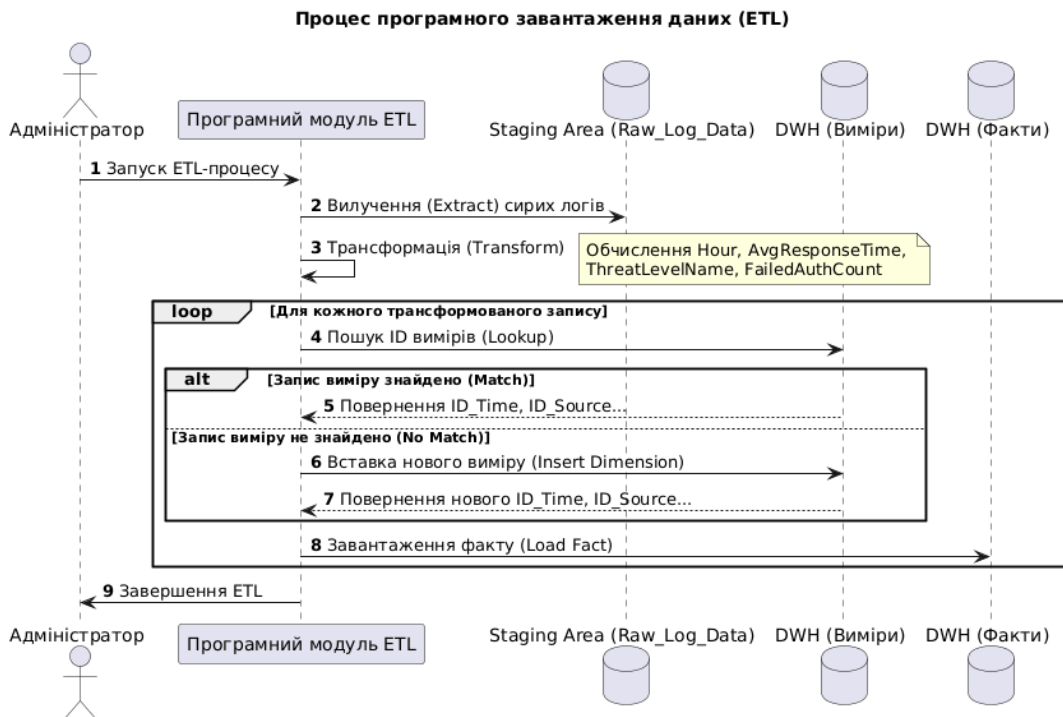 Процес програмного завантаження даних (ETL)
Адміністратор
Програмний модуль ETL
Staging Area (Raw_Log_Data)
DWH (Виміри)
DWH (Факти)
1 Запуск ETL-процесу
2 Вилучення (Extract) сирих логів
3 Трансформація (Transform)
Обчислення Hour, AvgResponseTime,
ThreatLevelName, FailedAuthCount
loop [Для кожного трансформованого запису]
4 Пошук ID вимірів (Lookup)
alt [Запис виміру знайдено (Match)]
5 Повернення ID_Time, ID_Source...
[Запис виміру не знайдено (No Match)]
6 Вставка нового виміру (Insert Dimension)
7 Повернення нового ID_Time, ID_Source...
8 Завантаження факту (Load Fact)
9 Завершення ETL
Адміністратор
Програмний модуль ETL
Staging Area (Raw_Log_Data)
DWH (Виміри)
DWH (Факти)